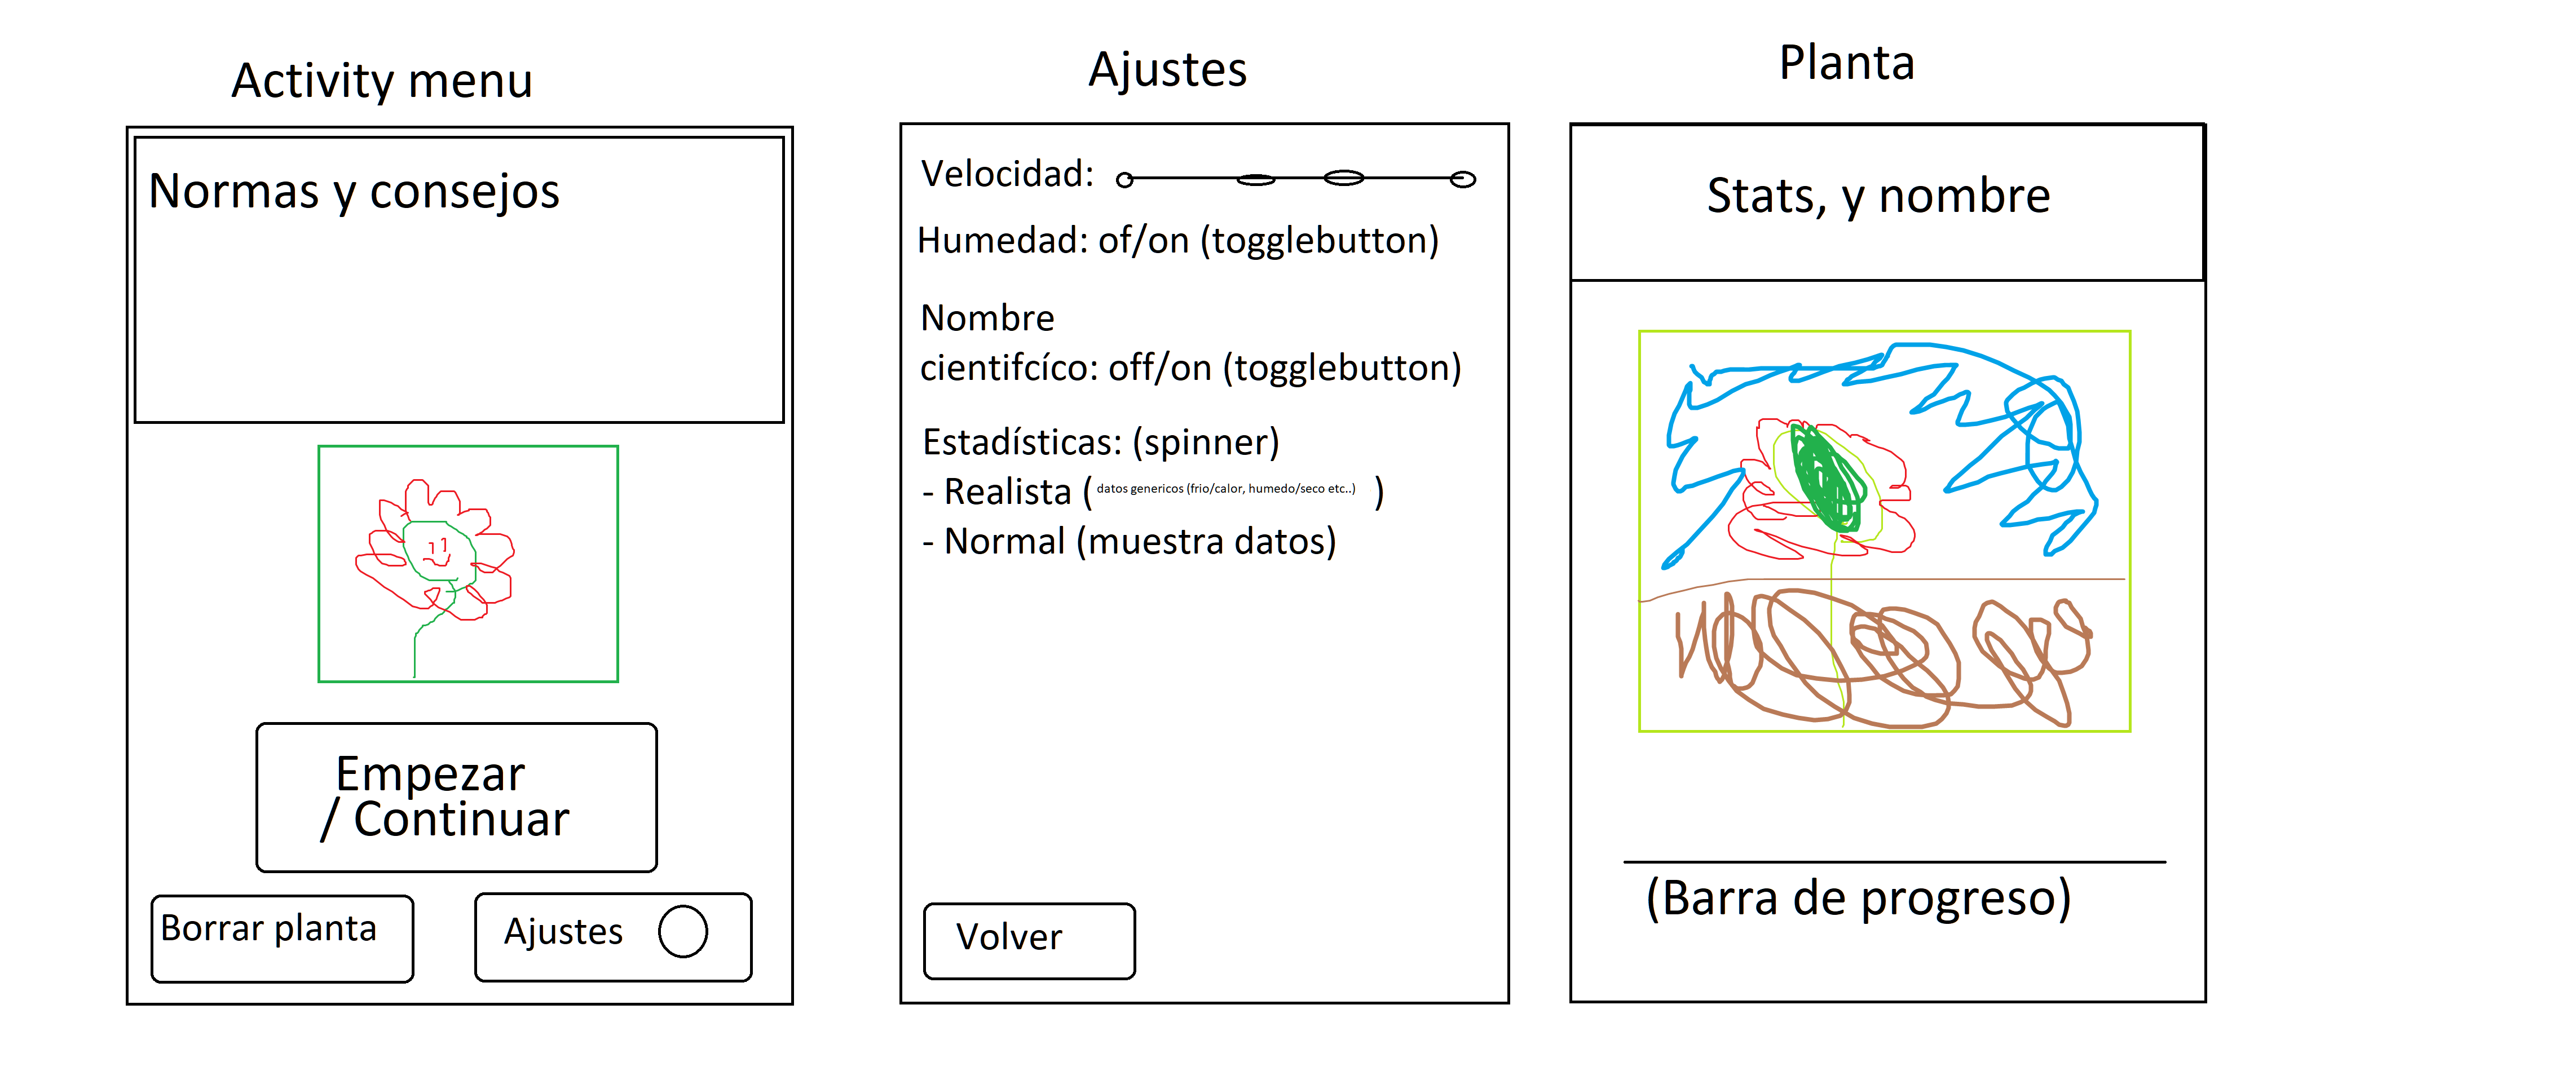 Activity menu
Normas y consejos
Empezar
/ Continuar
Borrar planta
Ajustes
Ajustes
Velocidad:
Humedad: of/on (togglebutton)
Nombre
cientifcíco: off/on (togglebutton)
Estadísticas: (spinner)
- Realista (datos genericos (frio/calor, humedo/seco etc..) )
- Normal (muestra datos)
Volver
Planta
Stats, y nombre
(Barra de progreso)